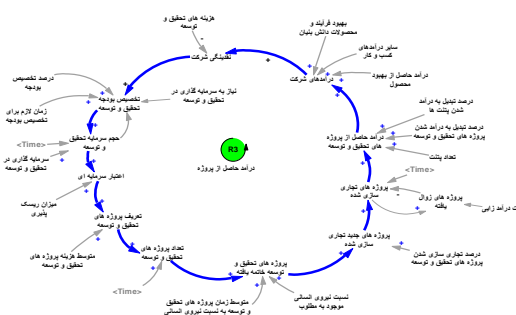 هزینه های تحقیق و
توسعه
نقدینگی شرکت
بهبود فرآیند و
محصولات دانش بنیان
سایر درآمدهای
کسب و کار
درآمدهای شرکت
درآمد حاصل از بهبود
محصول
درصد تخصیص
بودجه
تخصیص بودجه
تحقیق و توسعه
نیاز به سرمایه گذاری در
تحقیق و توسعه
زمان لازم برای
تخصیص بودجه
درصد تبدیل به درآمد
شدن پتنت ها
درصد تبدیل به درآمد شدن
پروژه های تحقیق و توسعه
درآمد حاصل از پروژه
های تحقیق و توسعه
تعداد پتنت
<Time>
حجم سرمایه تحقیق
و توسعه
سرمایه گذاری در
تحقیق و توسعه
R3
درآمد حاصل از پروژه
<Time>
اعتبار سرمایه ای
پروژه های تجاری
سازی شده
پروژه های زوال
یافته
ت درآمد زایی
میزان ریسک
پذیری
تعریف پروژه های
تحقیق و توسعه
پروژه های جدید تجاری
سازی شده
متوسط هزینه پروژه های
تحقیق و توسعه
تعداد پروژه های
تحقیق و توسعه
درصد تجاری سازی شدن
پروژه های تحقیق و توسعه
پروژه های تحقیق و
توسعه خاتمه یافته
<Time>
متوسط زمان پروژه های تحقیق
و توسعه به نسبت نیروی انسانی
نسبت نیروی انسانی
موجود به مطلوب